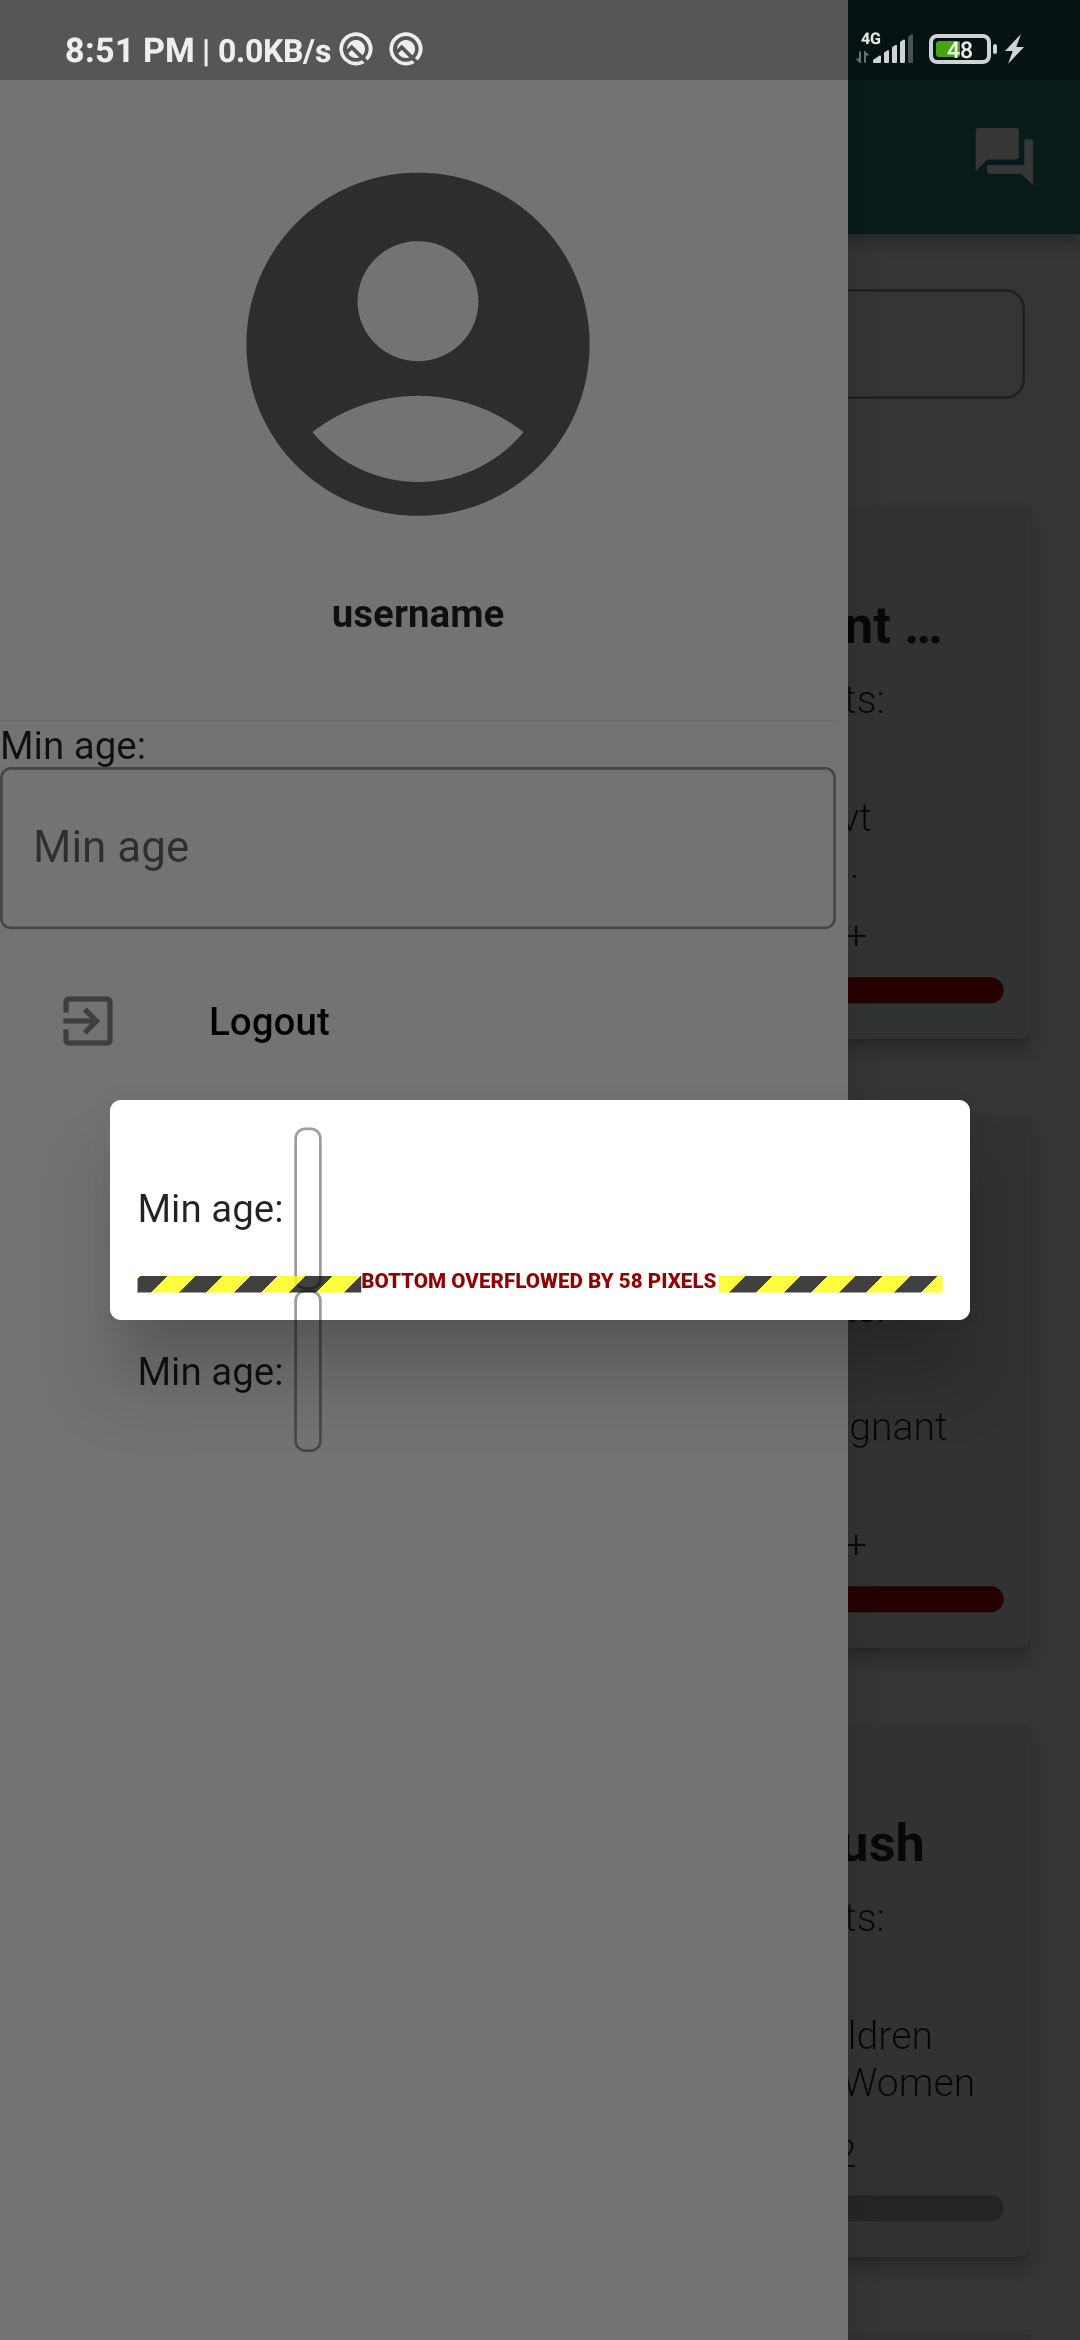 8:51 PM | 0.0KB/s 4G 48
username
nt ...
ts:
Min age:
Min age
vt
.
+
Logout
Min age:
BOTTOM OVERFLOWED BY 58 PIXELS
Min age:
gnant
+
ush
ts:
ldren
Women
2